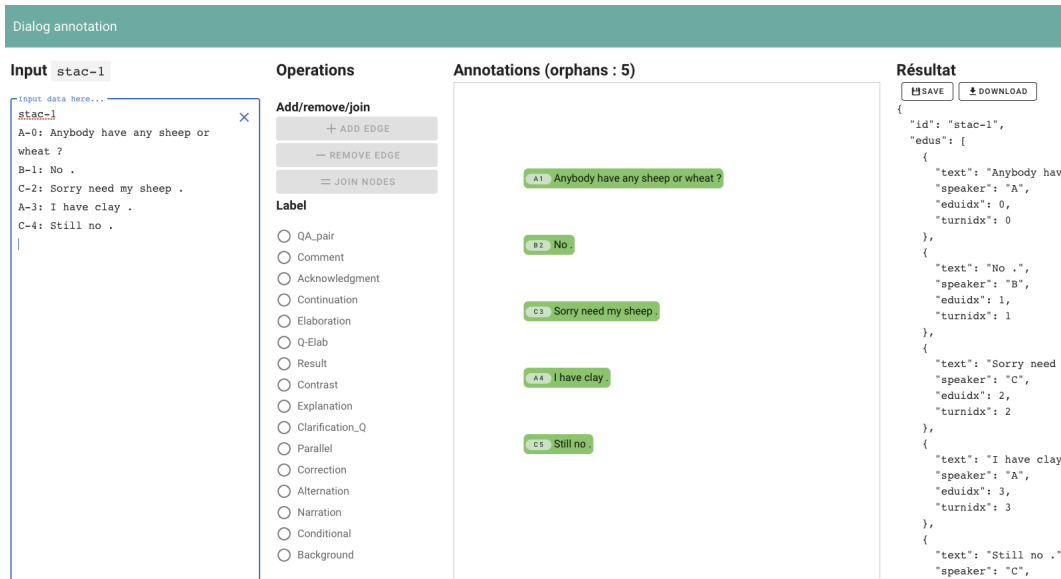 Dialog annotation
Input stac-1
Input data here...
stac-1
A-0: Anybody have any sheep or
wheat ?
B-1: No .
C-2: Sorry need my sheep .
A-3: I have clay .
C-4: Still no .
Operations
Add/remove/join
+ ADD EDGE
— REMOVE EDGE
= JOIN NODES
Label
QA_pair
Comment
Acknowledgment
Continuation
Elaboration
Q-Elab
Result
Contrast
Explanation
Clarification_Q
Parallel
Correction
Alternation
Narration
Conditional
Background
Annotations (orphans : 5)
A 1 Anybody have any sheep or wheat ?
B 2 No .
C 3 Sorry need my sheep .
A 4 I have clay .
C 5 Still no .
Résultat
SAVE DOWNLOAD
{
"id": "stac-1",
"edus": [
{
"text": "Anybody hav
"speaker": "A",
"eduidx": 0,
"turnidx": 0
},
{
"text": "No .",
"speaker": "B",
"eduidx": 1,
"turnidx": 1
},
{
"text": "Sorry need
"speaker": "C",
"eduidx": 2,
"turnidx": 2
},
{
"text": "I have clay
"speaker": "A",
"eduidx": 3,
"turnidx": 3
},
{
"text": "Still no ."
"speaker": "C",